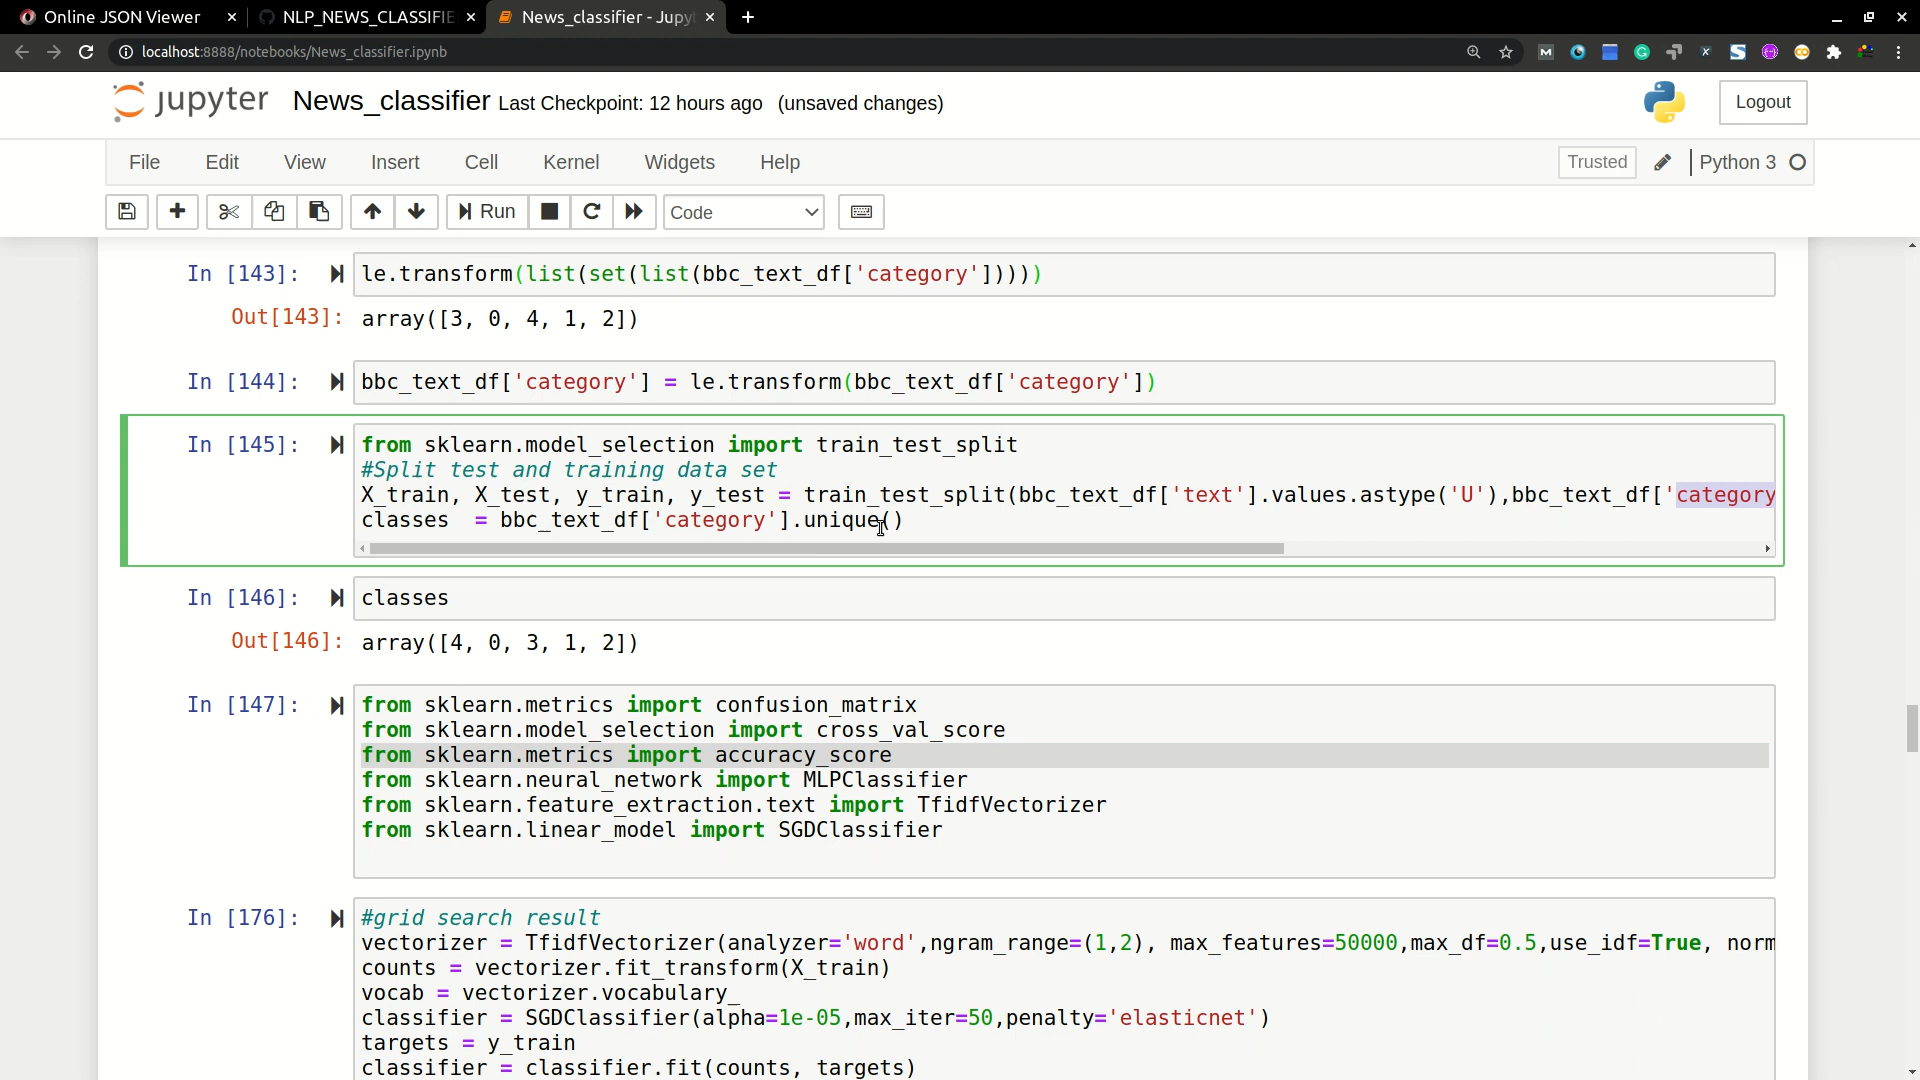 Online JSON Viewer
NLP_NEWS_CLASSIFIE
News_classifier - Jupy
localhost:8888/notebooks/News_classifier.ipynb
jupyter News_classifier Last Checkpoint: 12 hours ago (unsaved changes)
Logout
File Edit View Insert Cell Kernel Widgets Help
Trusted
Python 3
Run
Code
In [143]: le.transform(list(set(list(bbc_text_df['category']))))
Out[143]: array([3, 0, 4, 1, 2])
In [144]: bbc_text_df['category'] = le.transform(bbc_text_df['category'])
In [145]: from sklearn.model_selection import train_test_split
#Split test and training data set
X_train, X_test, y_train, y_test = train_test_split(bbc_text_df['text'].values.astype('U'),bbc_text_df['category
classes  = bbc_text_df['category'].unique()
In [146]: classes
Out[146]: array([4, 0, 3, 1, 2])
In [147]: from sklearn.metrics import confusion_matrix
from sklearn.model_selection import cross_val_score
from sklearn.metrics import accuracy_score
from sklearn.neural_network import MLPClassifier
from sklearn.feature_extraction.text import TfidfVectorizer
from sklearn.linear_model import SGDClassifier
In [176]: #grid search result
vectorizer = TfidfVectorizer(analyzer='word',ngram_range=(1,2), max_features=50000,max_df=0.5,use_idf=True, norm
counts = vectorizer.fit_transform(X_train)
vocab = vectorizer.vocabulary_
classifier = SGDClassifier(alpha=1e-05,max_iter=50,penalty='elasticnet')
targets = y_train
classifier = classifier.fit(counts, targets)